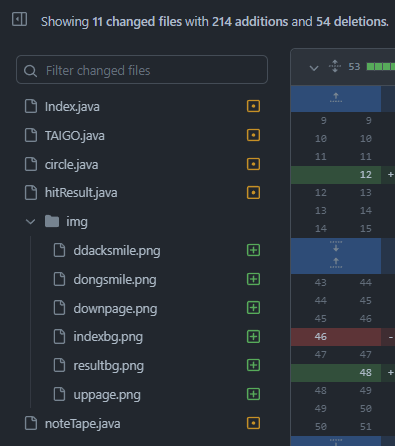 Showing 11 changed files with 214 additions and 54 deletions.
Filter changed files
53
Index.java
TAIGO.java
circle.java
hitResult.java
img
ddacksmile.png
dongsmile.png
downpage.png
indexbg.png
resultbg.png
uppage.png
noteTape.java
9 9
10 10
11 11
12 +
12 13
13 14
14 15
43 44
44 45
45 46
46 -
47 47
48 +
48 49
49 50
50 51